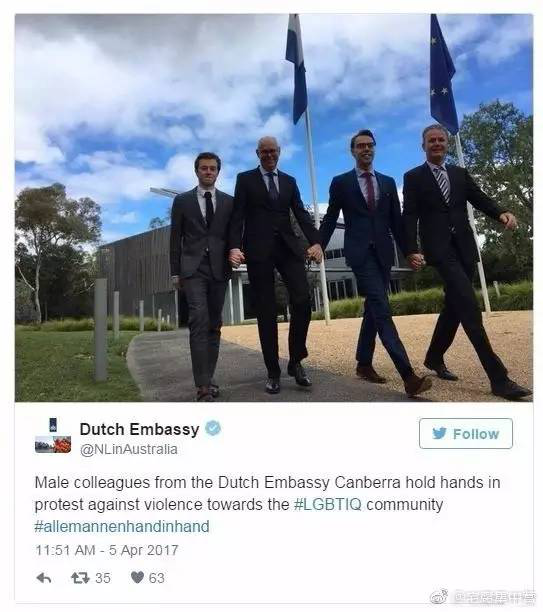 Dutch Embassy
Follow
@NLinAustralia
Male colleagues from the Dutch Embassy Canberra hold hands in
protest against violence towards the #LGBTIQ community
#allemannenhandinhand
11:51 AM - 5 Apr 2017
35
63